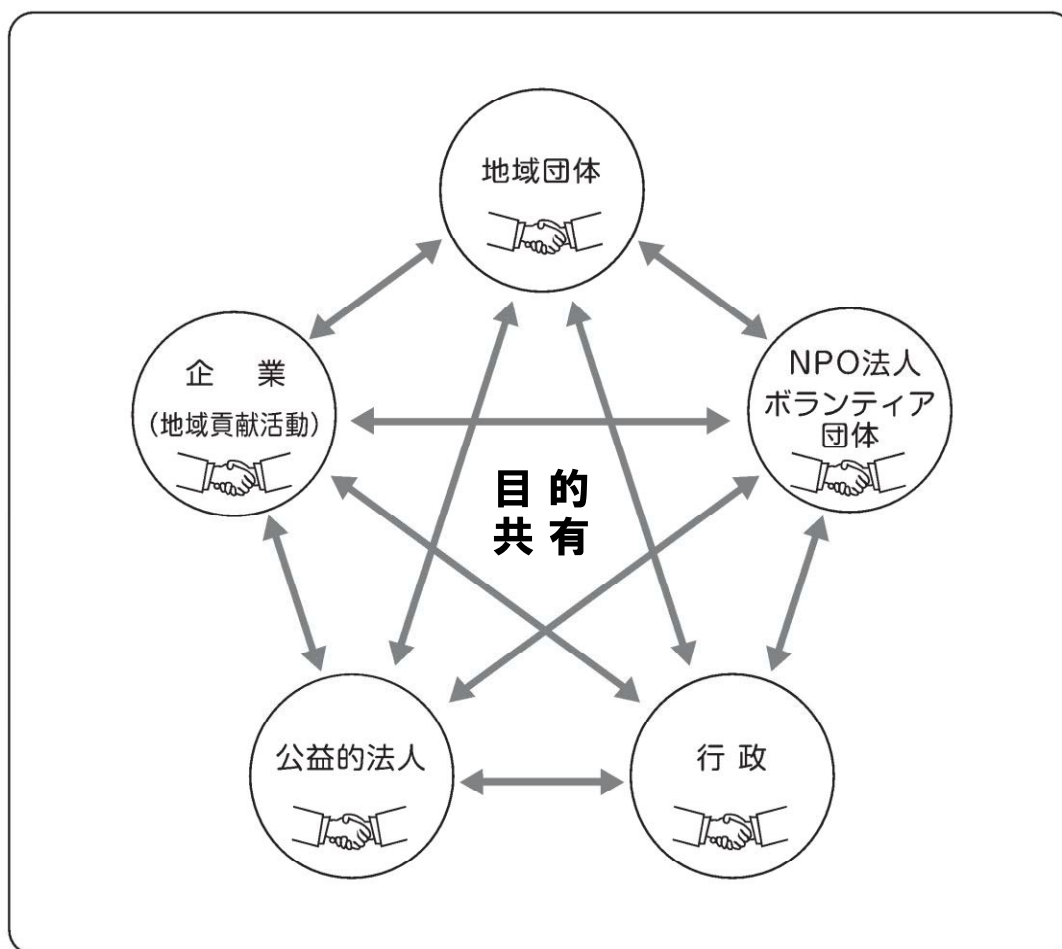 地域団体
企　業
（地域貢献活動）
NPO法人
ボランティア
団体
目的
共有
公益的法人
行政